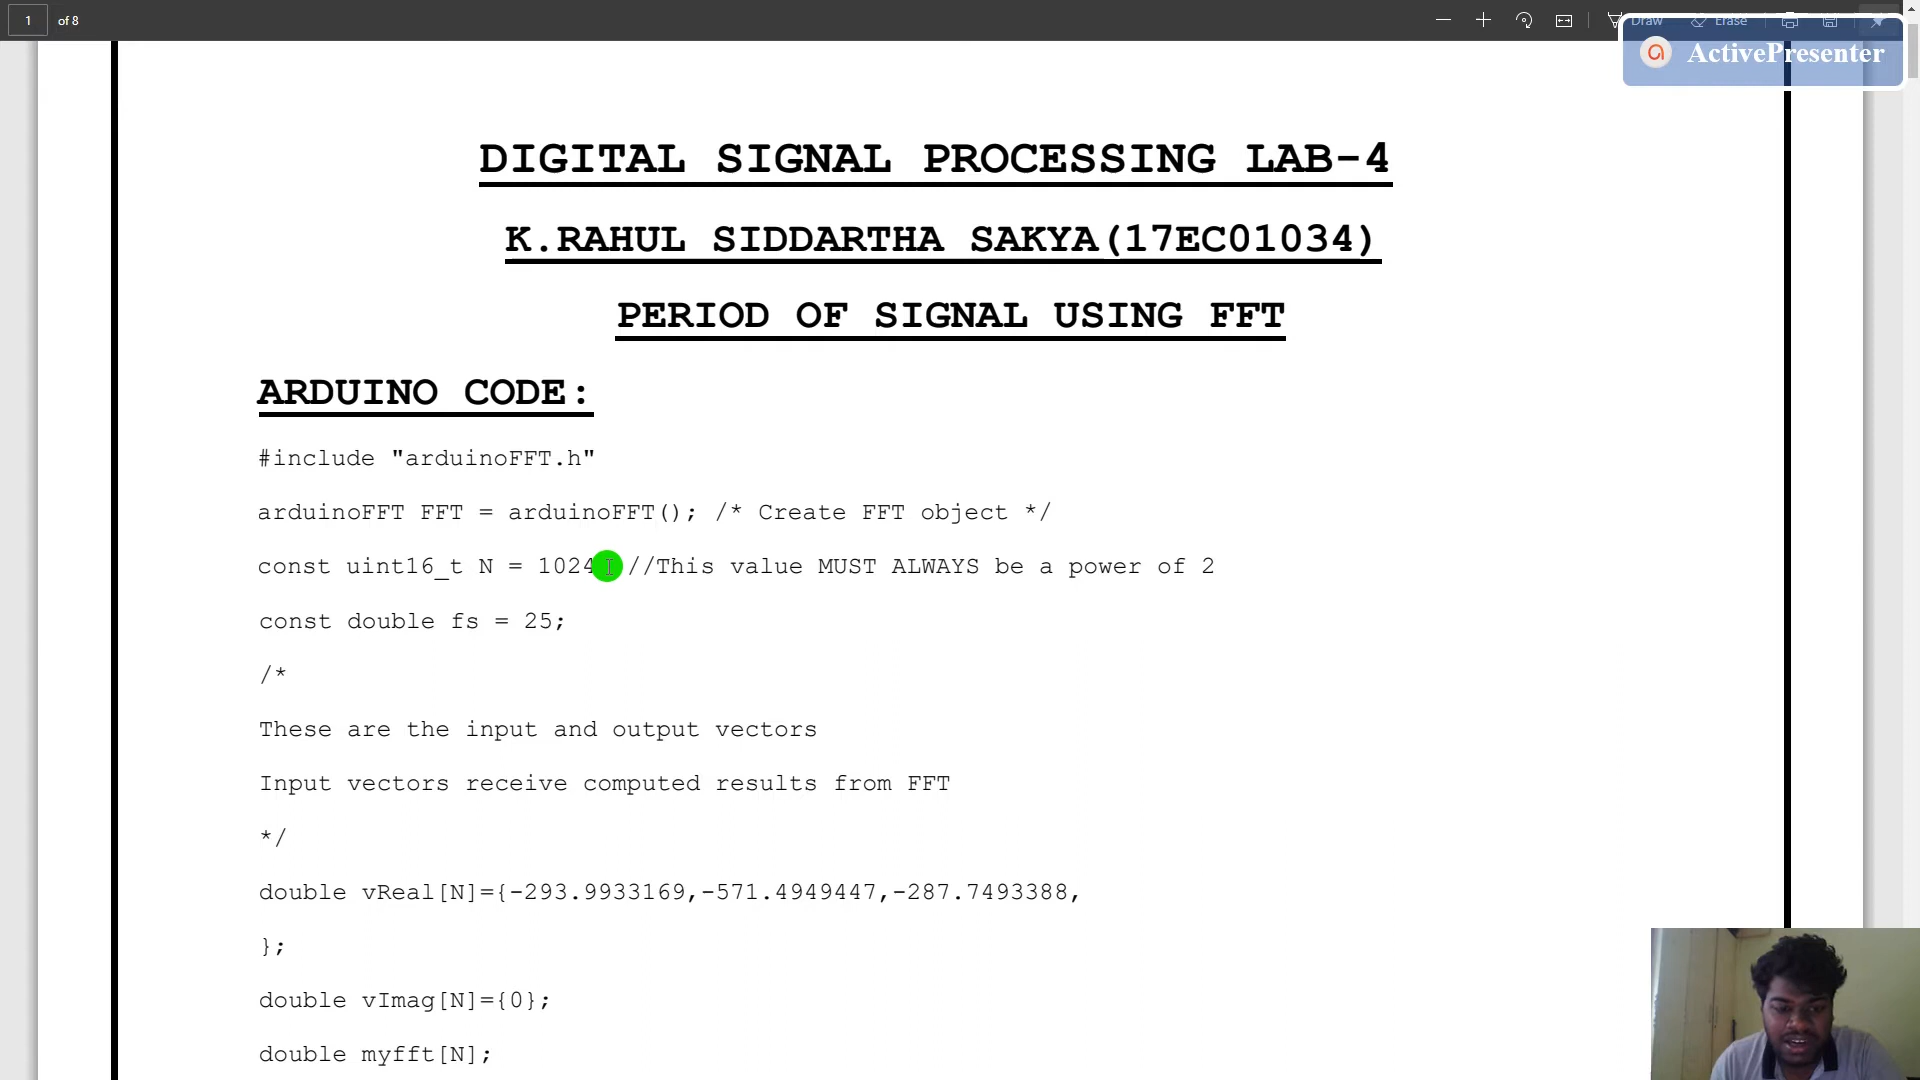 1 of 8
Draw Erase
ActivePresenter
DIGITAL SIGNAL PROCESSING LAB-4
K.RAHUL SIDDARTHA SAKYA(17EC01034)
PERIOD OF SIGNAL USING FFT
ARDUINO CODE:
#include "arduinoFFT.h"
arduinoFFT FFT = arduinoFFT(); /* Create FFT object */
const uint16_t N = 1024 //This value MUST ALWAYS be a power of 2
const double fs = 25;
/*
These are the input and output vectors
Input vectors receive computed results from FFT
*/
double vReal[N]={-293.9933169,-571.4949447,-287.7493388,
};
double vImag[N]={0};
double myfft[N];